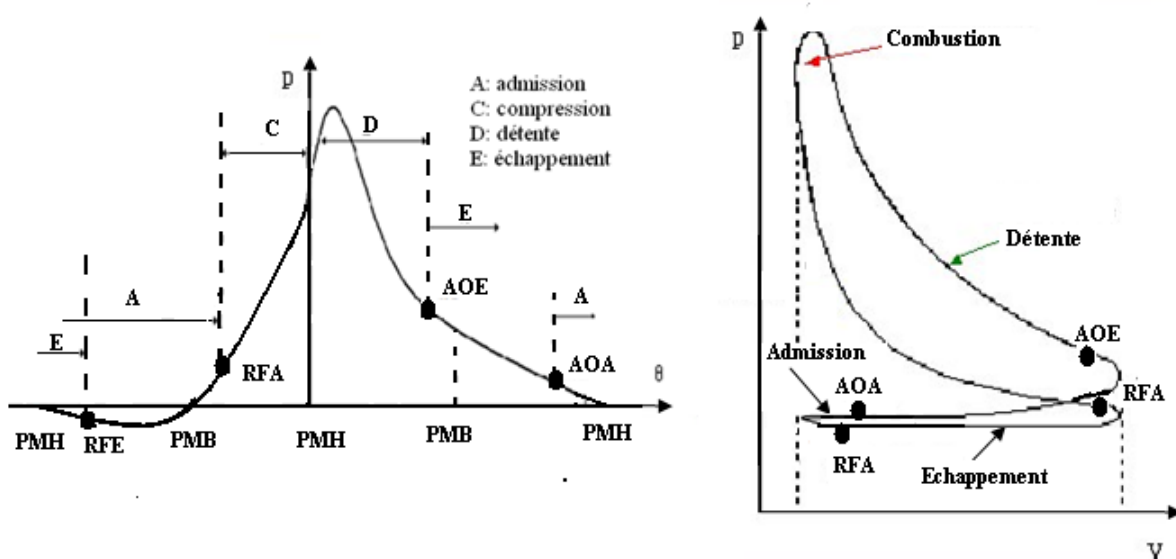 p
A: admission
C: compression
D: détente
E: échappement
C
D
E
A
AOE
A
E
RFA
AOA
θ
PMH
RFE
PMB
PMH
PMB
PMH
p
Combustion
Détente
AOE
Admission
AOA
RFA
RFA
Echappement
V